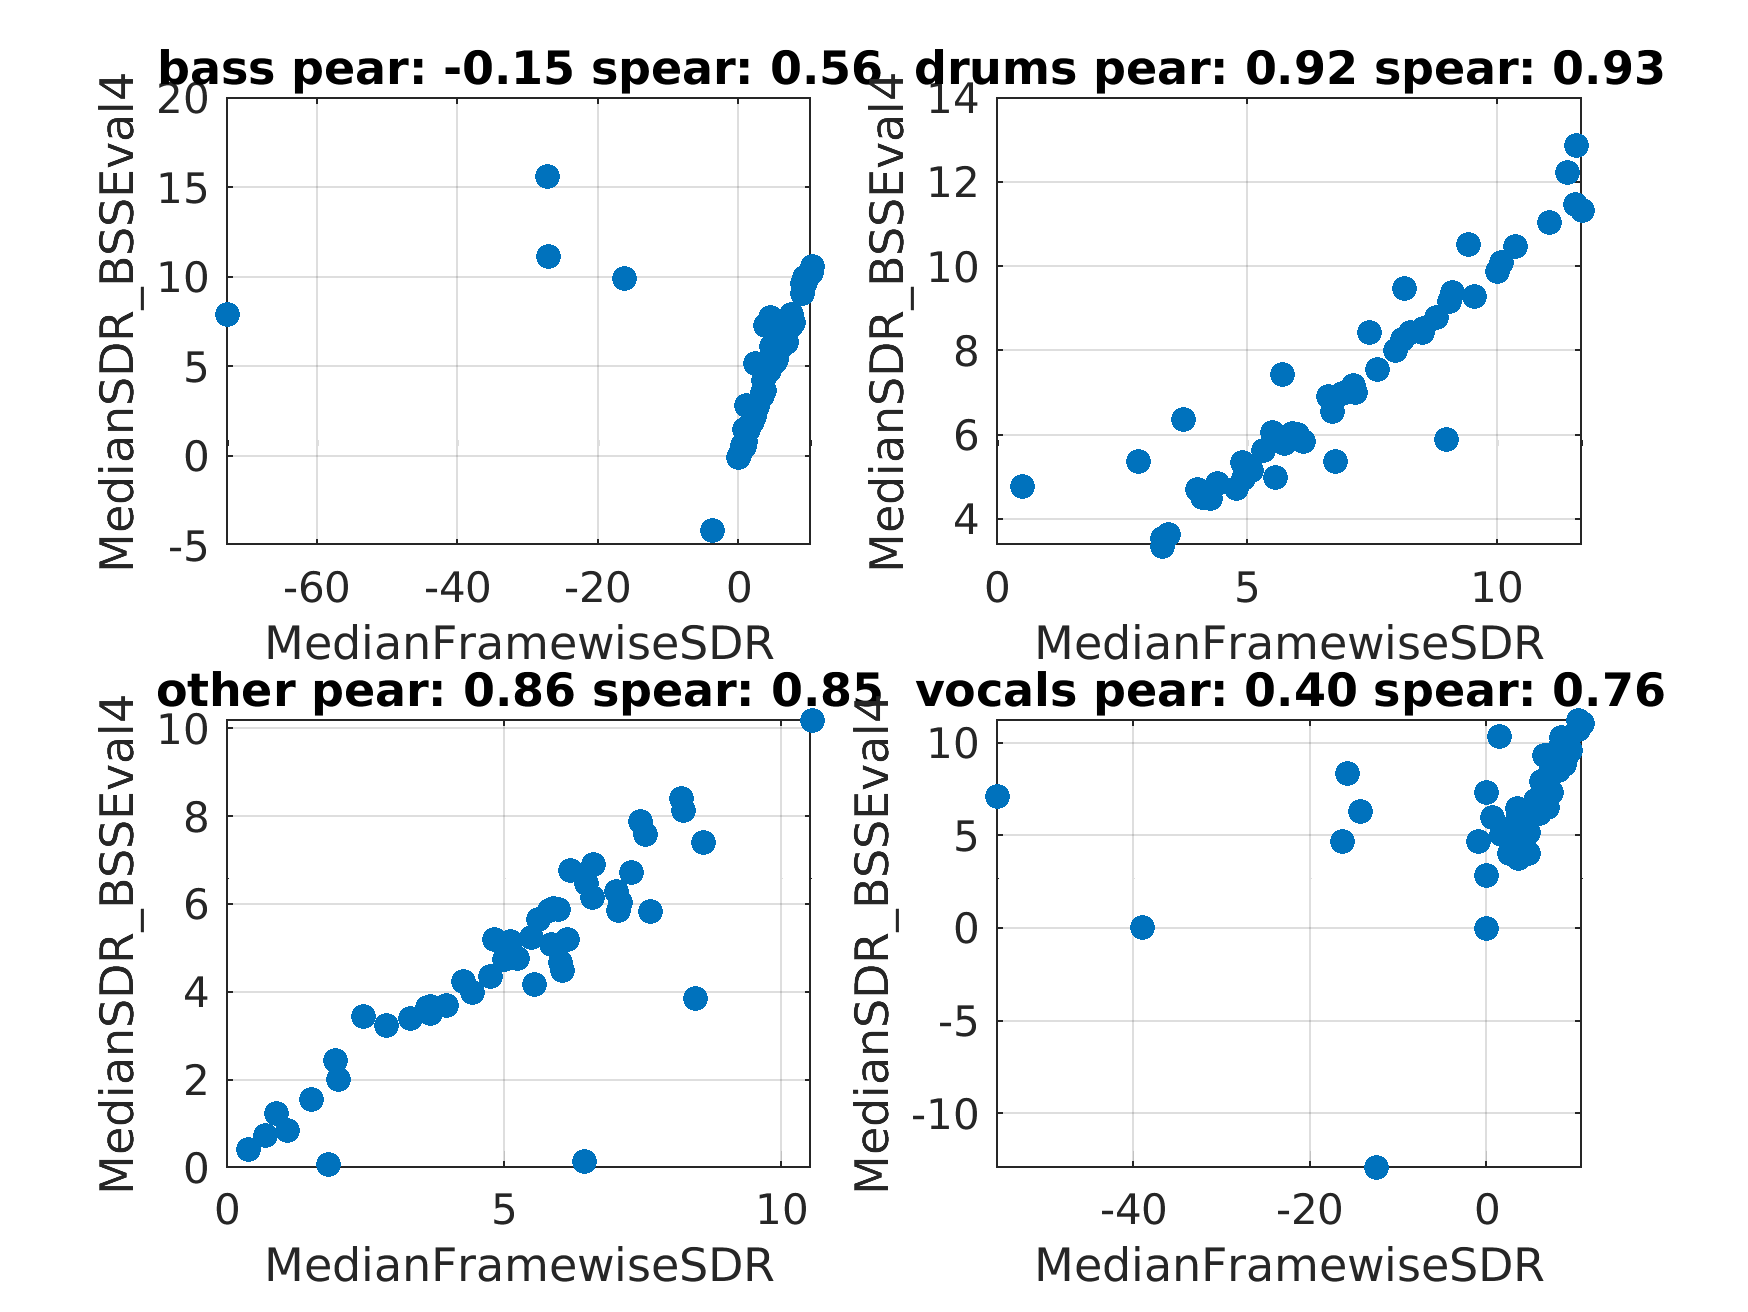 bass pear: -0.15 spear: 0.56
MedianSDR_BSSEval4
20
15
10
5
0
-5
-60 -40 -20 0
MedianFramewiseSDR
drums pear: 0.92 spear: 0.93
MedianSDR_BSSEval4
14
12
10
8
6
4
0 5 10
MedianFramewiseSDR
other pear: 0.86 spear: 0.85
MedianSDR_BSSEval4
10
8
6
4
2
0
0 5 10
MedianFramewiseSDR
vocals pear: 0.40 spear: 0.76
MedianSDR_BSSEval4
10
5
0
-5
-10
-40 -20 0
MedianFramewiseSDR